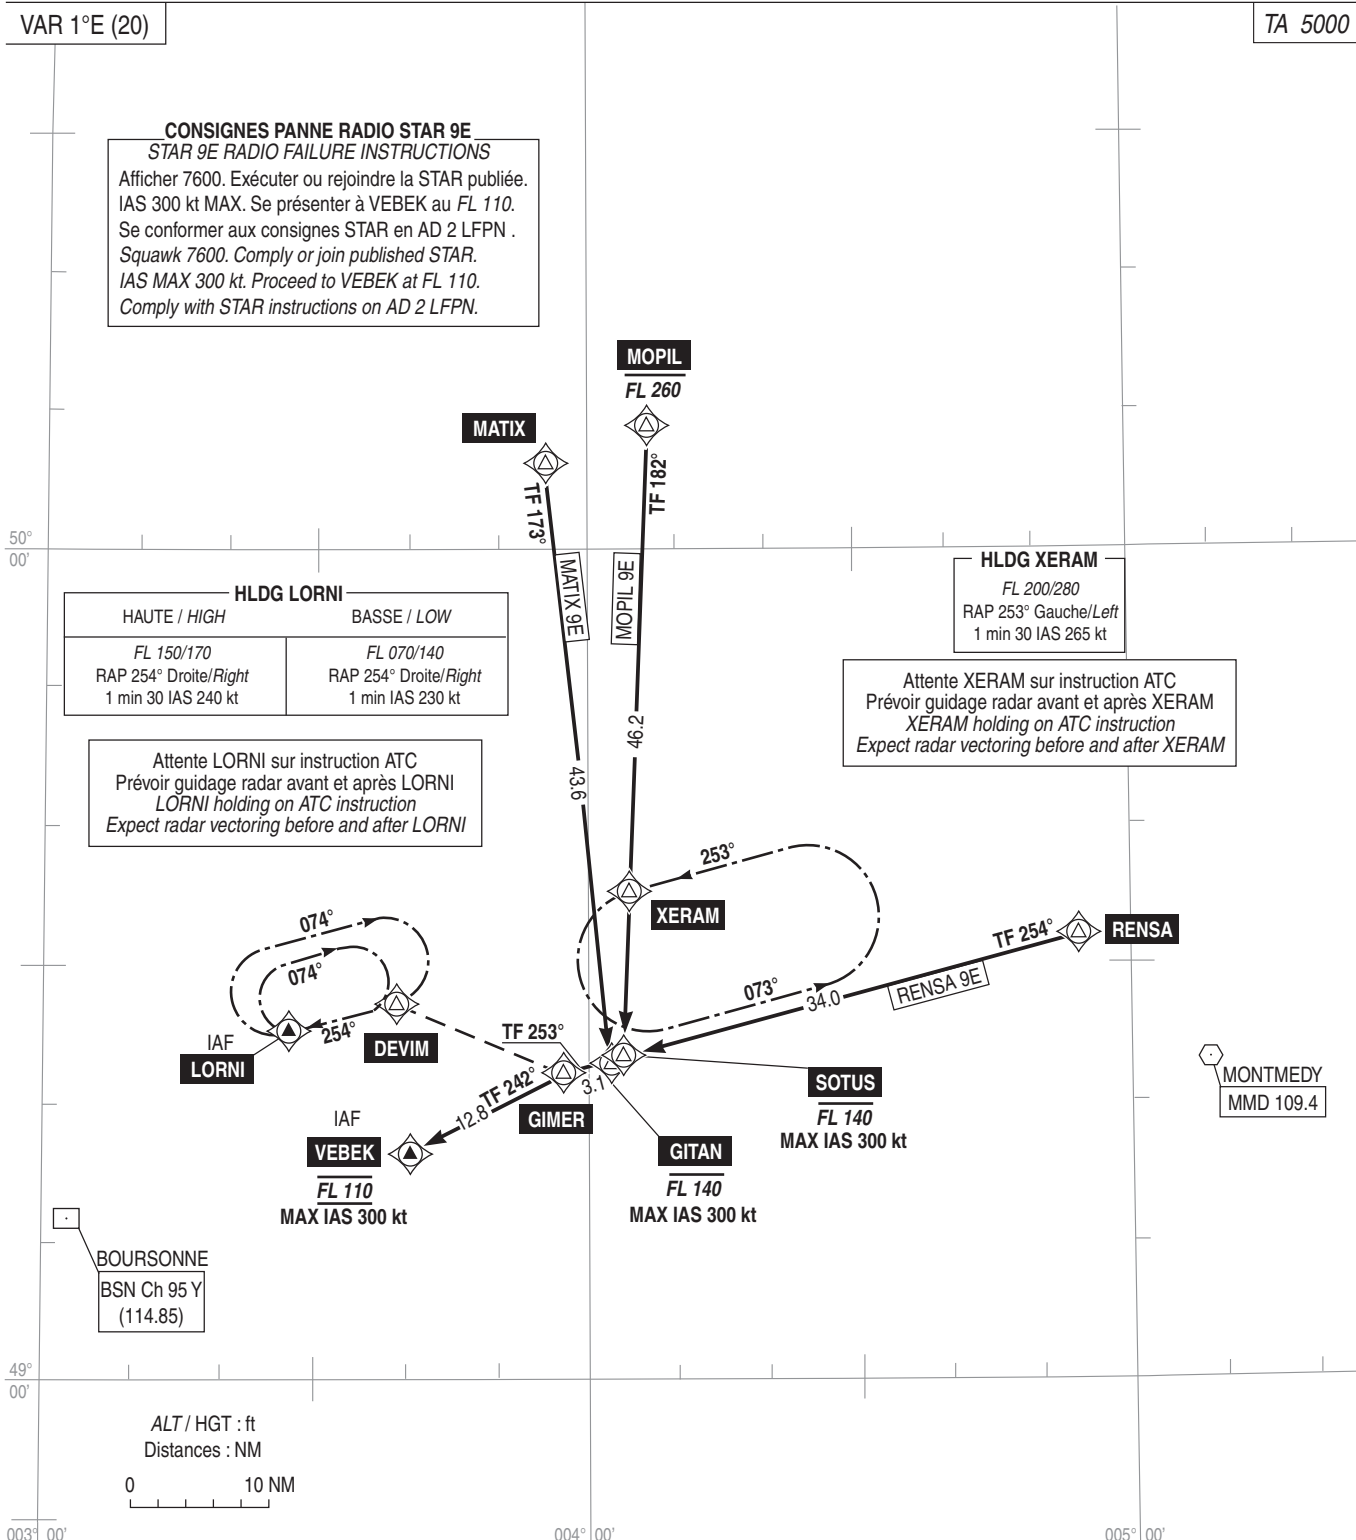 VAR 1°E (20)
TA 5000
CONSIGNES PANNE RADIO STAR 9E
STAR 9E RADIO FAILURE INSTRUCTIONS
Afficher 7600. Exécuter ou rejoindre la STAR publiée.
IAS 300 kt MAX. Se présenter à VEBEK au FL 110.
Se conformer aux consignes STAR en AD 2 LFPN .
Squawk 7600. Comply or join published STAR.
IAS MAX 300 kt. Proceed to VEBEK at FL 110.
Comply with STAR instructions on AD 2 LFPN.
MOPIL
FL 260
MATIX
TF 182°
TF 173°
50°
00'
MATIX 9E
MOPIL 9E
HLDG XERAM
FL 200/280
RAP 253° Gauche/Left
1 min 30 IAS 265 kt
HLDG LORNI
HAUTE / HIGH
BASSE / LOW
FL 150/170
RAP 254° Droite/Right
1 min 30 IAS 240 kt
FL 070/140
RAP 254° Droite/Right
1 min IAS 230 kt
Attente XERAM sur instruction ATC
Prévoir guidage radar avant et après XERAM
XERAM holding on ATC instruction
Expect radar vectoring before and after XERAM
46.2
43.6
Attente LORNI sur instruction ATC
Prévoir guidage radar avant et après LORNI
LORNI holding on ATC instruction
Expect radar vectoring before and after LORNI
253°
XERAM
074°
074°
RENSA
TF 254°
RENSA 9E
34.0
073°
254°
DEVIM
IAF
LORNI
TF 253°
3.1
TF 242°
12.8
GIMER
SOTUS
FL 140
MAX IAS 300 kt
MONTMEDY
MMD 109.4
IAF
VEBEK
FL 110
MAX IAS 300 kt
GITAN
FL 140
MAX IAS 300 kt
BOURSONNE
BSN Ch 95 Y
(114.85)
49°
00'
ALT / HGT : ft
Distances : NM
0
10 NM
003° 00'
004° 00'
005° 00'